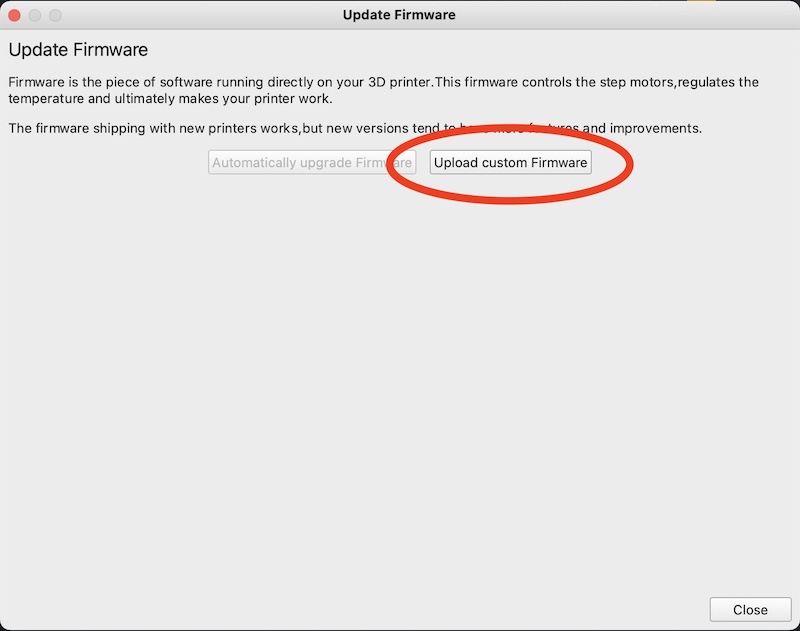 Update Firmware
Update Firmware
Firmware is the piece of software running directly on your 3D printer.This firmware controls the step motors,regulates the
temperature and ultimately makes your printer work.
The firmware shipping with new printers works,but new versions tend to have more features and improvements.
Automatically upgrade Firmware Upload custom Firmware
Close